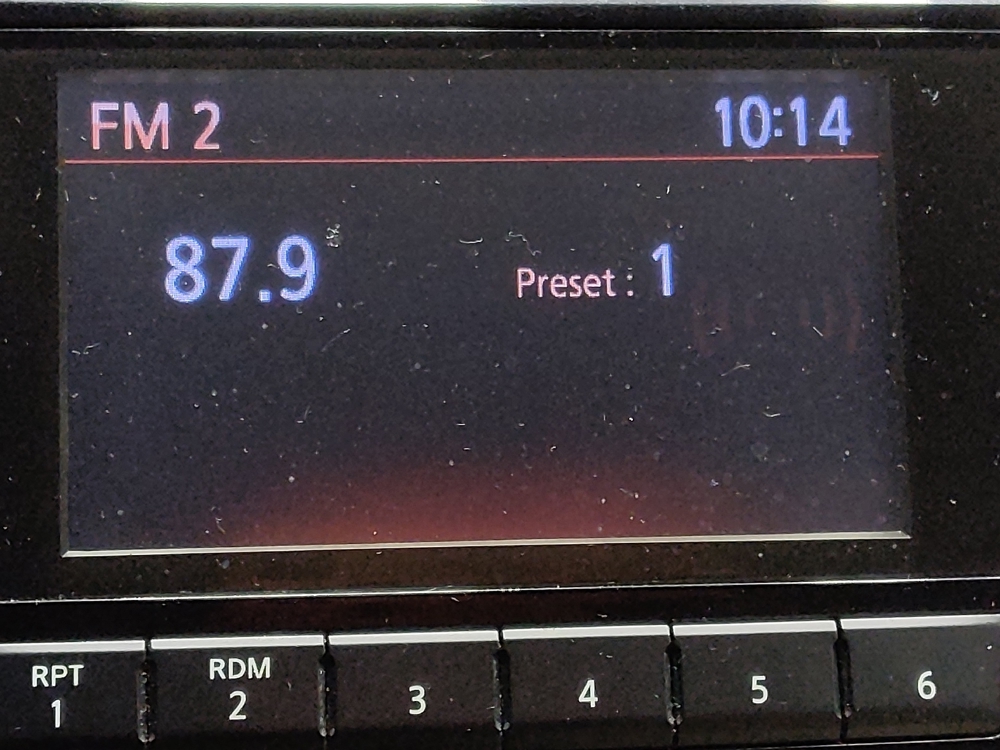 FM 2 10:14
87.9 Preset : 1
RPT RDM
1 2 3 4 5 6